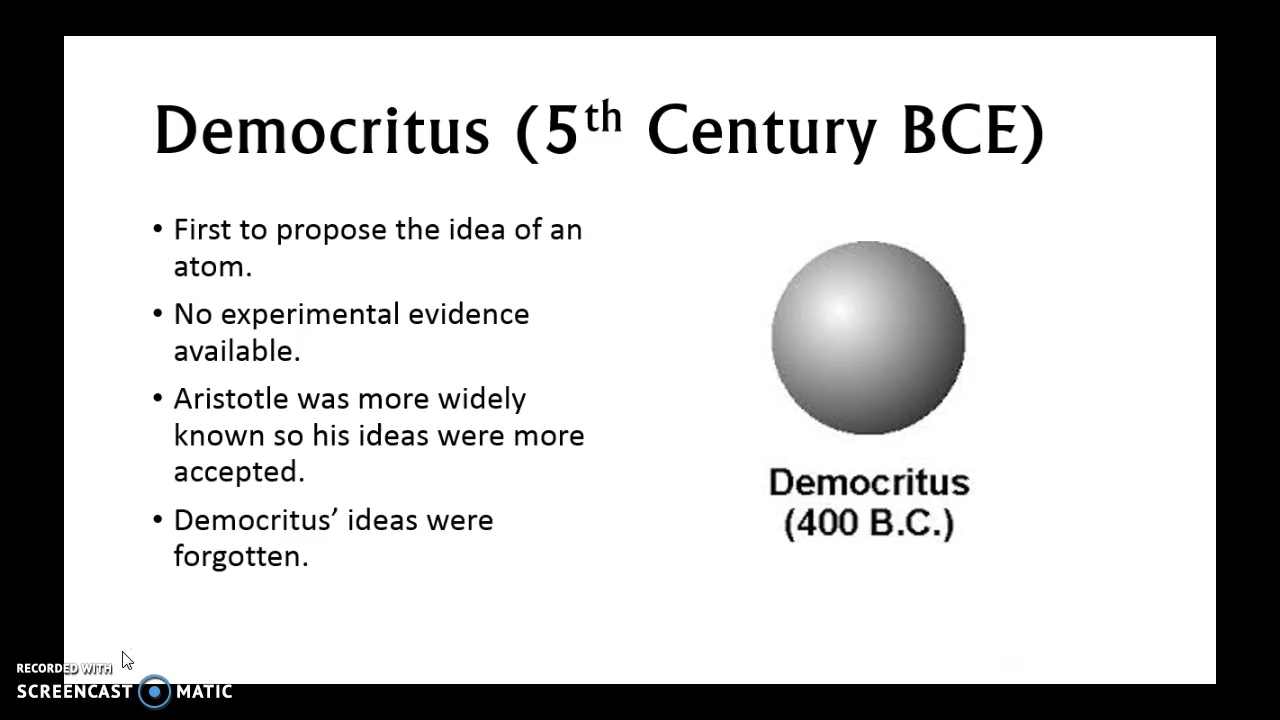 Democritus (5th Century BCE)
• First to propose the idea of an
atom.
• No experimental evidence
available.
• Aristotle was more widely
known so his ideas were more
accepted.
• Democritus’ ideas were
forgotten.
Democritus
(400 B.C.)
RECORDED WITH
SCREENCAST MATIC